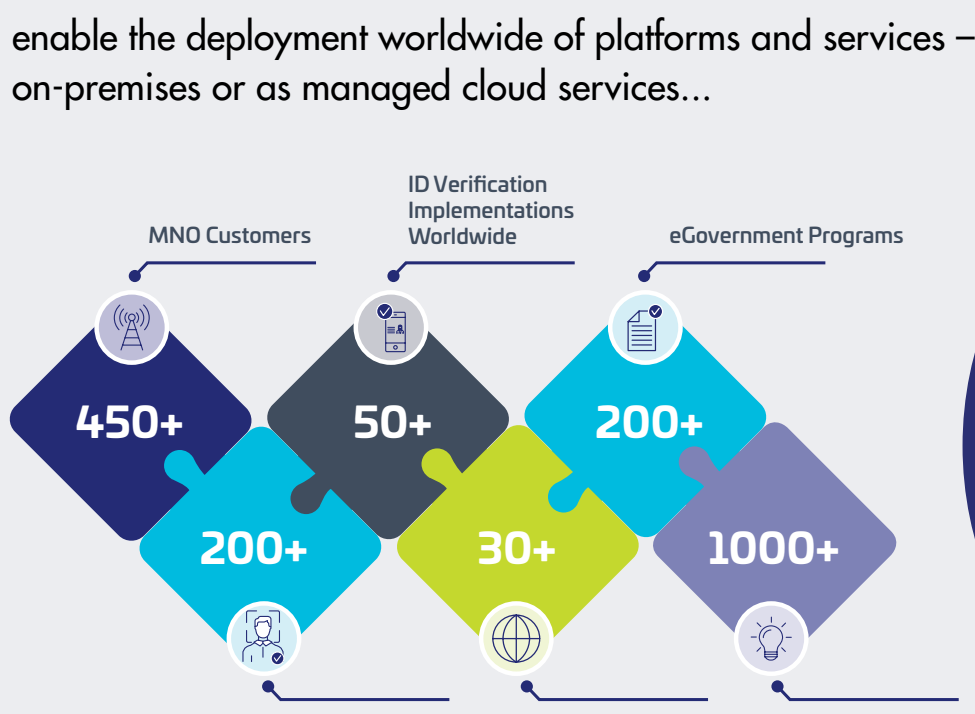 enable the deployment worldwide of platforms and services –
on-premises or as managed cloud services...
ID Verification
Implementations
Worldwide
MNO Customers
eGovernment Programs
450+
50+
200+
200+
30+
1000+